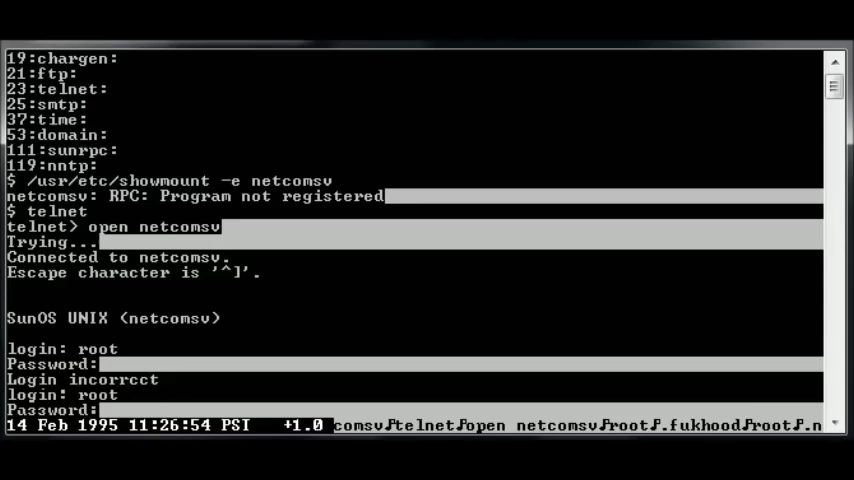 19:chargen:
21:ftp:
23:telnet:
25:smtp:
37:time:
53:domain:
111:sunrpc:
119:nntp:
$ /usr/etc/showmount -e netcomsv
netcomsv: RPC: Program not registered
$ telnet
telnet> open netcomsv
Trying...
Connected to netcomsv.
Escape character is '^]'.
SunOS UNIX (netcomsv)
login: root
Password:
Login incorrect
login: root
Password:
14 Feb 1995 11:26:54 PST +1.0 comsv♪telnet♪open netcomsv♪root♪.fukhood♪root♪.n